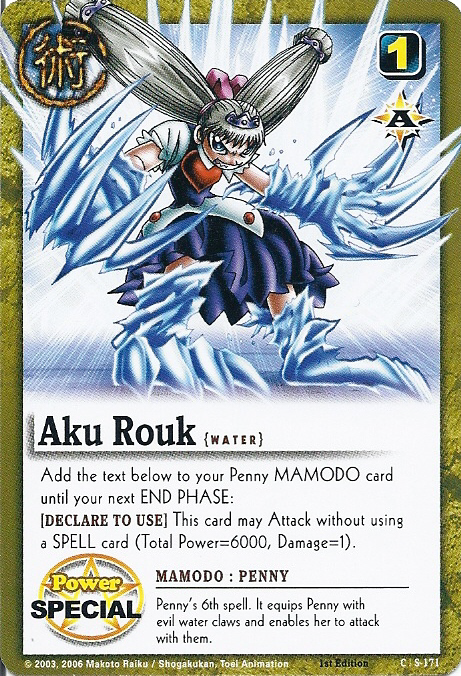 術
1
A
Aku Rouk {WATER}
Add the text below to your Penny MAMODO card
until your next END PHASE:
[DECLARE TO USE] This card may Attack without using
a SPELL card (Total Power=6000, Damage=1).
Power
SPECIAL
MAMODO : PENNY
Penny's 6th spell. It equips Penny with
evil water claws and enables her to attack
with them.
© 2003, 2006 Makoto Raiku / Shogakukan, Toei Animation 1st Edition C | S-171